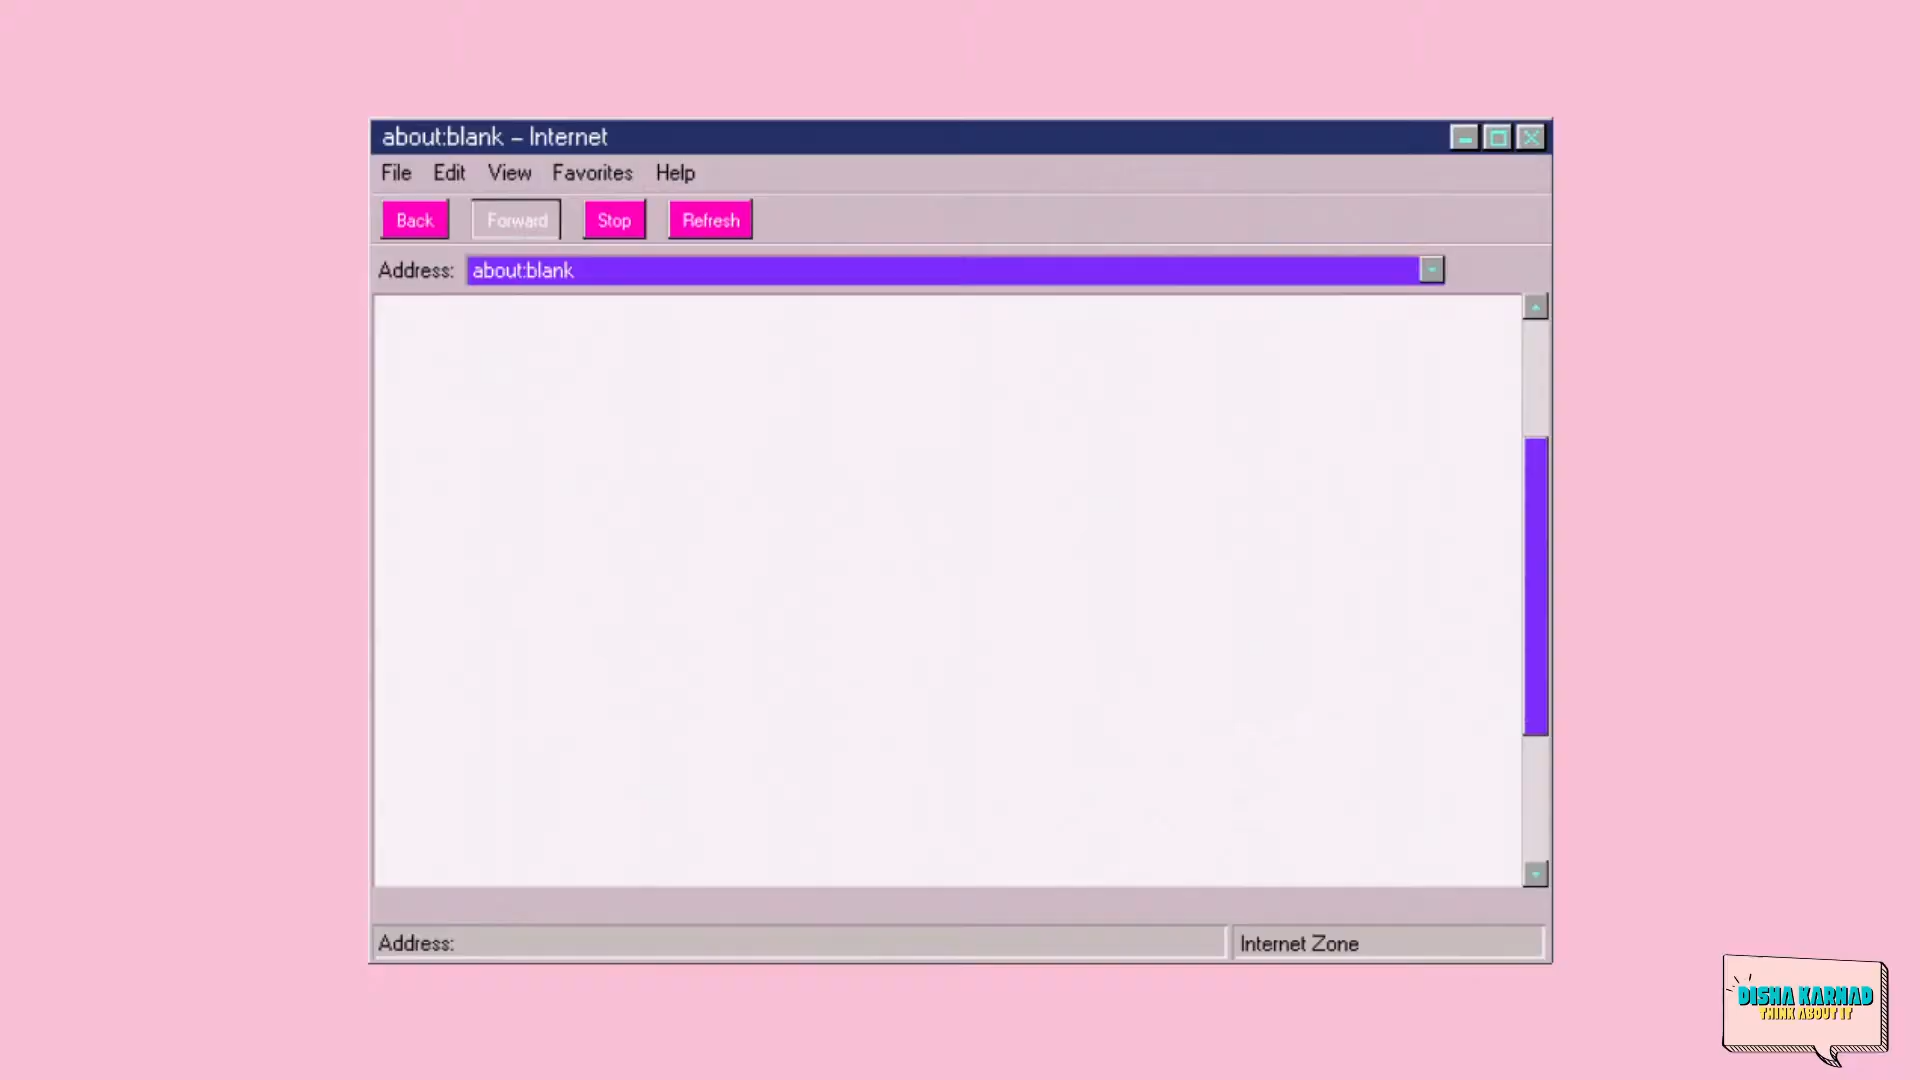 about:blank – Internet
File Edit View Favorites Help
Back Forward Stop Refresh
Address: about:blank
Address: Internet Zone
DISHA KARNAD
THINK ABOUT IT